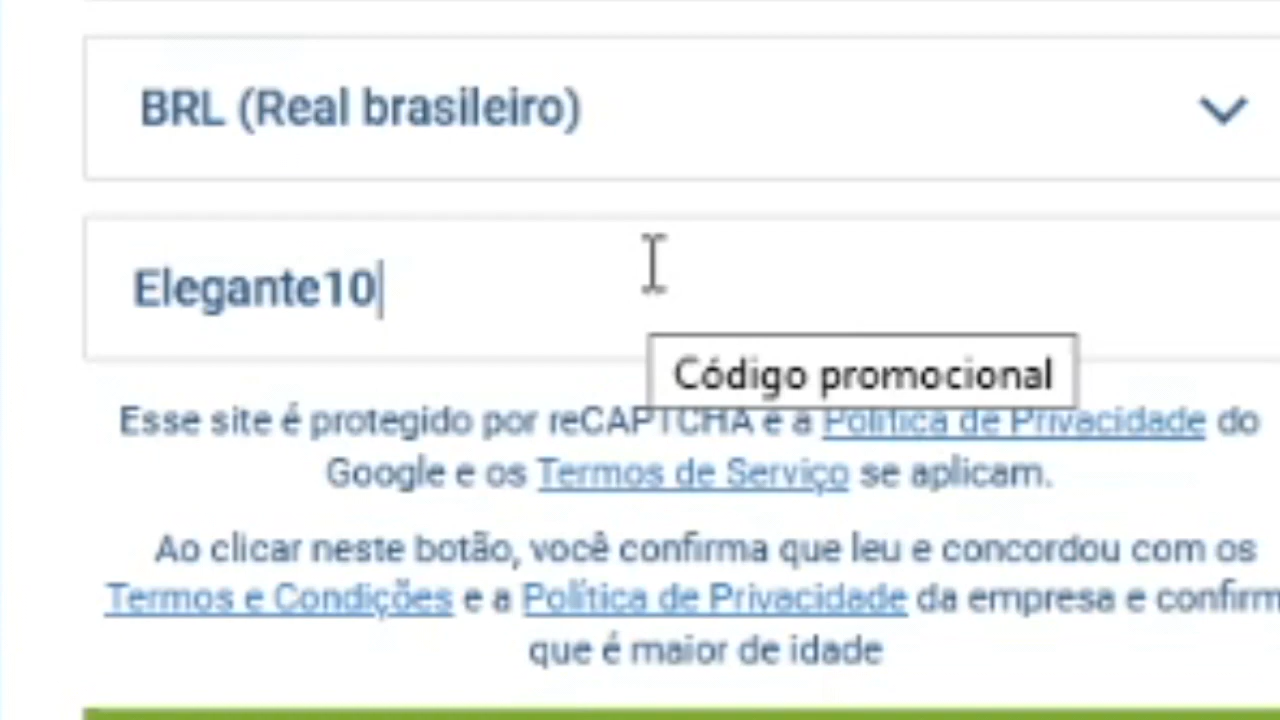 BRL (Real brasileiro)
Elegante10
Código promocional
Esse site é protegido por reCAPTCHA e a Política de Privacidade do
Google e os Termos de Serviço se aplicam.
Ao clicar neste botão, você confirma que leu e concordou com os
Termos e Condições e a Política de Privacidade da empresa e confirm
que é maior de idade